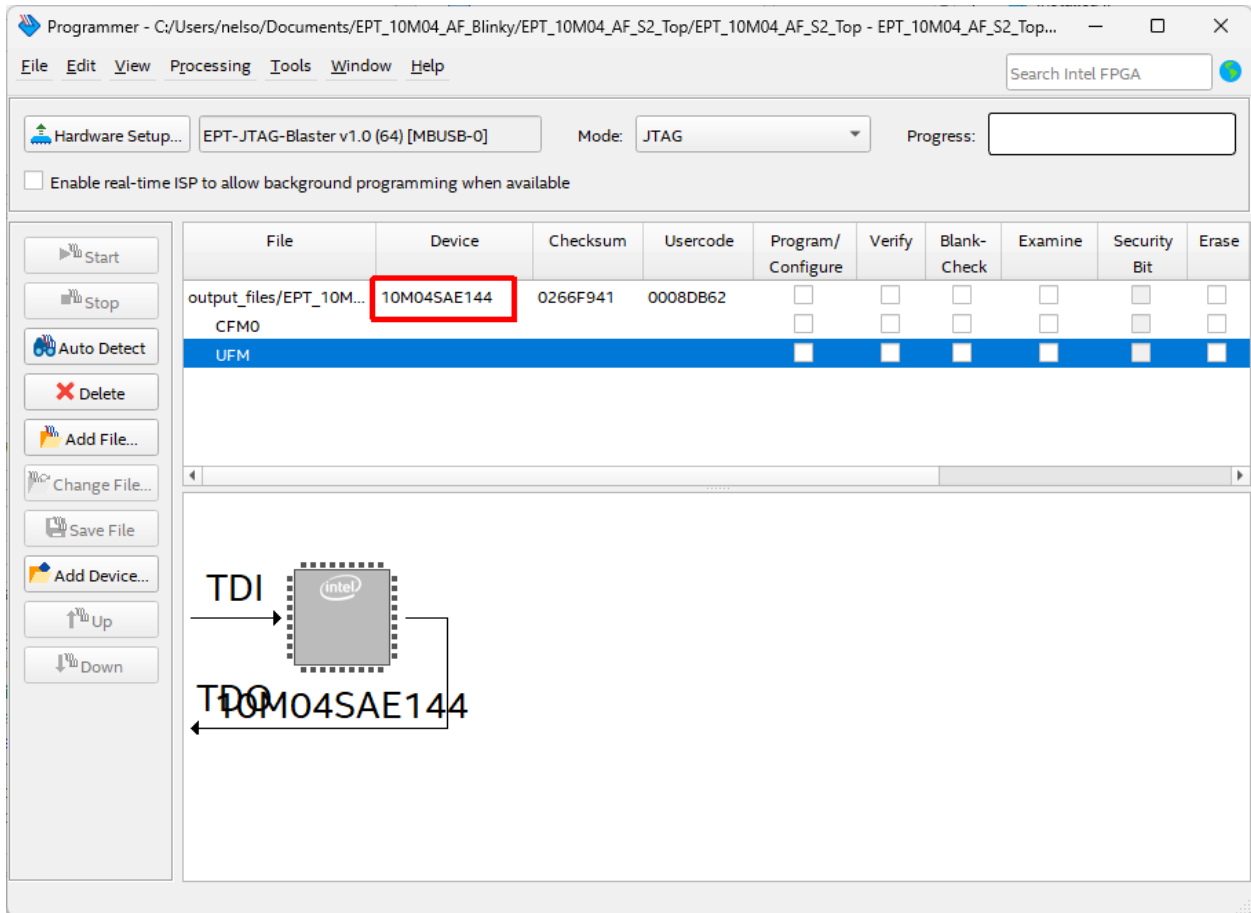 Programmer - C:/Users/nelso/Documents/EPT_10M04_AF_Blinky/EPT_10M04_AF_S2_Top/EPT_10M04_AF_S2_Top - EPT_10M04_AF_S2_Top...
File Edit View Processing Tools Window Help
Search Intel FPGA
Hardware Setup... EPT-JTAG-Blaster v1.0 (64) [MBUSB-0] Mode: JTAG Progress:
Enable real-time ISP to allow background programming when available
Start
Stop
Auto Detect
Delete
Add File...
Change File...
Save File
Add Device...
Up
Down
File Device Checksum Usercode Program/ Verify Blank- Examine Security Erase
Configure Check Bit
output_files/EPT_10M... 10M04SAE144 0266F941 0008DB62
CFM0
UFM
TDI
intel
TDO
10M04SAE144